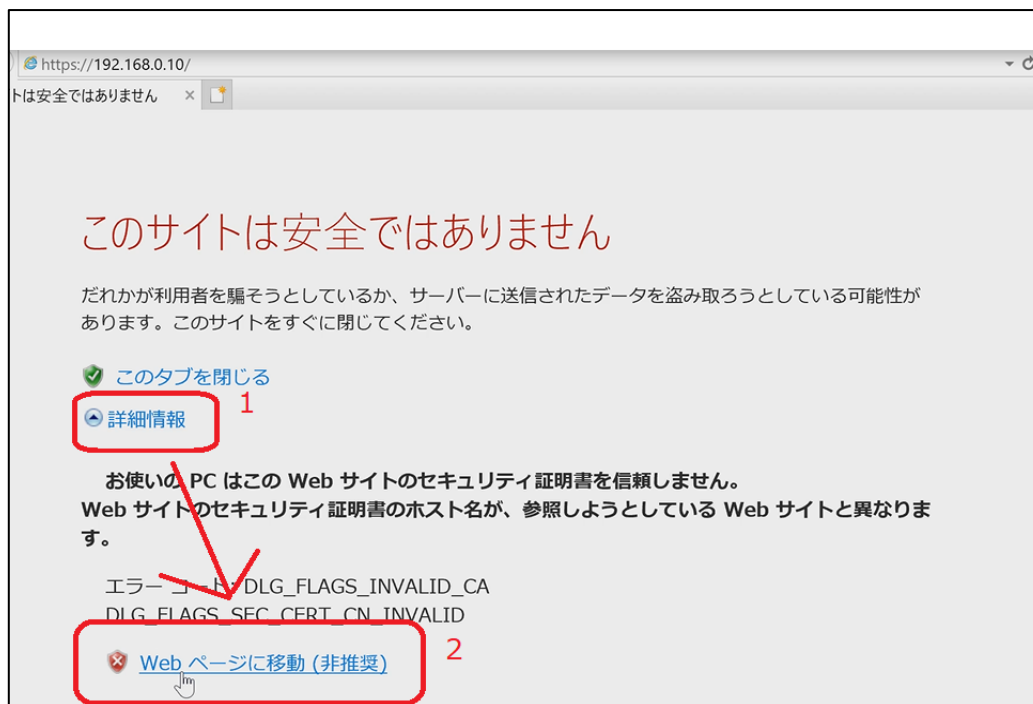 https://192.168.0.10/
トは安全ではありません
このサイトは安全ではありません
だれかが利用者を騙そうとしているか、サーバーに送信されたデータを盗み取ろうとしている可能性が
あります。このサイトをすぐに閉じてください。
このタブを閉じる
1
詳細情報
お使いの PC はこの Web サイトのセキュリティ証明書を信頼しません。
Web サイトのセキュリティ証明書のホスト名が、参照しようとしている Web サイトと異なりま
す。
エラー コード: DLG_FLAGS_INVALID_CA
DLG_FLAGS_SEC_CERT_CN_INVALID
Web ページに移動 (非推奨)
2